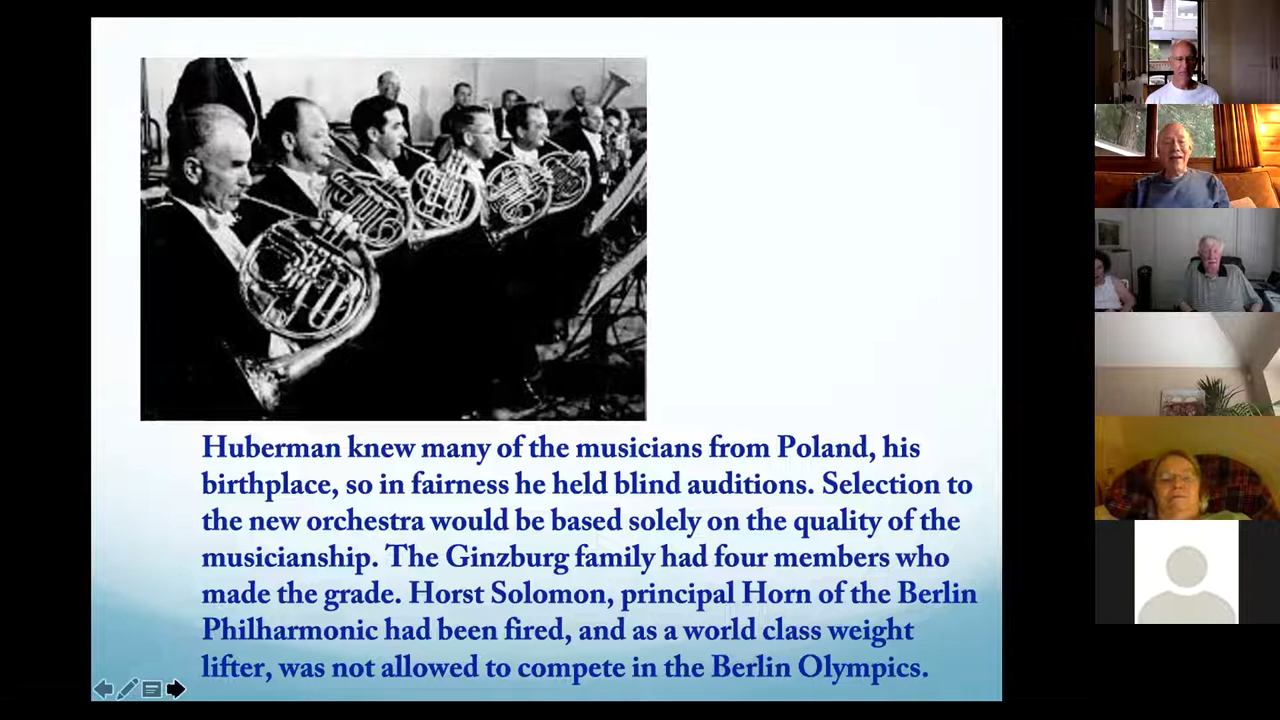 Huberman knew many of the musicians from Poland, his
birthplace, so in fairness he held blind auditions. Selection to
the new orchestra would be based solely on the quality of the
musicianship. The Ginzburg family had four members who
made the grade. Horst Solomon, principal Horn of the Berlin
Philharmonic had been fired, and as a world class weight
lifter, was not allowed to compete in the Berlin Olympics.